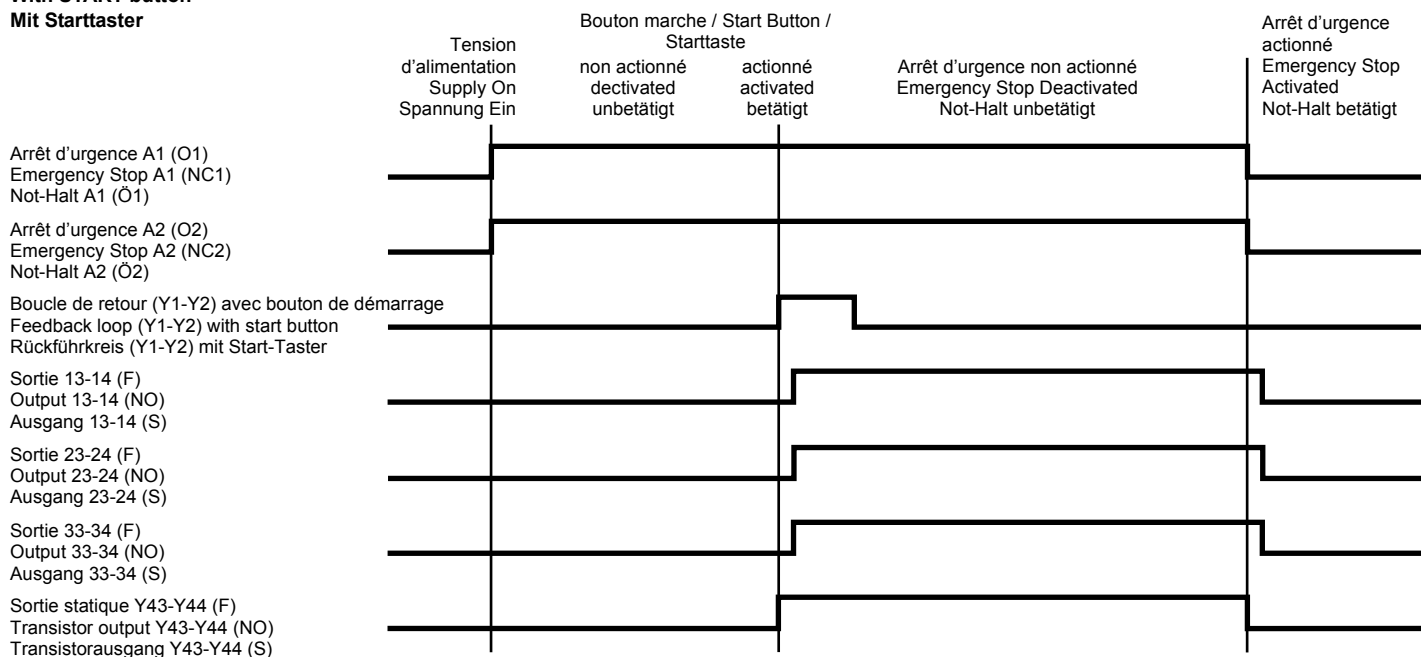 Mit Starttaster
Bouton marche / Start Button /
Starttaste
Tension
d'alimentation
Supply On
Spannung Ein
non actionné
dectivated
unbetätigt
actionné
activated
betätigt
Arrêt d'urgence non actionné
Emergency Stop Deactivated
Not-Halt unbetätigt
Arrêt d'urgence
actionné
Emergency Stop
Activated
Not-Halt betätigt
Arrêt d'urgence A1 (O1)
Emergency Stop A1 (NC1)
Not-Halt A1 (Ö1)
Arrêt d'urgence A2 (O2)
Emergency Stop A2 (NC2)
Not-Halt A2 (Ö2)
Boucle de retour (Y1-Y2) avec bouton de démarrage
Feedback loop (Y1-Y2) with start button
Rückführkreis (Y1-Y2) mit Start-Taster
Sortie 13-14 (F)
Output 13-14 (NO)
Ausgang 13-14 (S)
Sortie 23-24 (F)
Output 23-24 (NO)
Ausgang 23-24 (S)
Sortie 33-34 (F)
Output 33-34 (NO)
Ausgang 33-34 (S)
Sortie statique Y43-Y44 (F)
Transistor output Y43-Y44 (NO)
Transistorausgang Y43-Y44 (S)